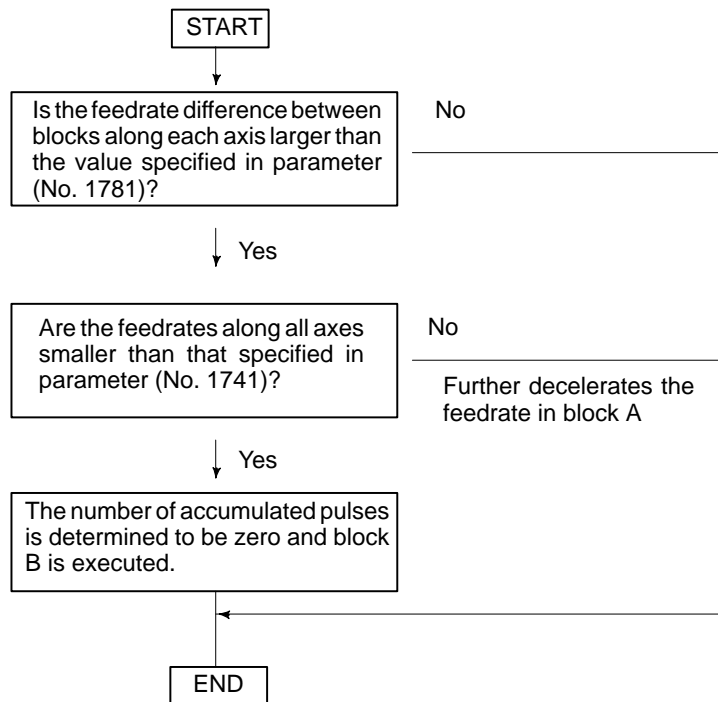 START
Is the feedrate difference between
blocks along each axis larger than
the value specified in parameter
(No. 1781)?
No
Yes
Are the feedrates along all axes
smaller than that specified in
parameter (No. 1741)?
No
Further decelerates the
feedrate in block A
Yes
The number of accumulated pulses
is determined to be zero and block
B is executed.
END